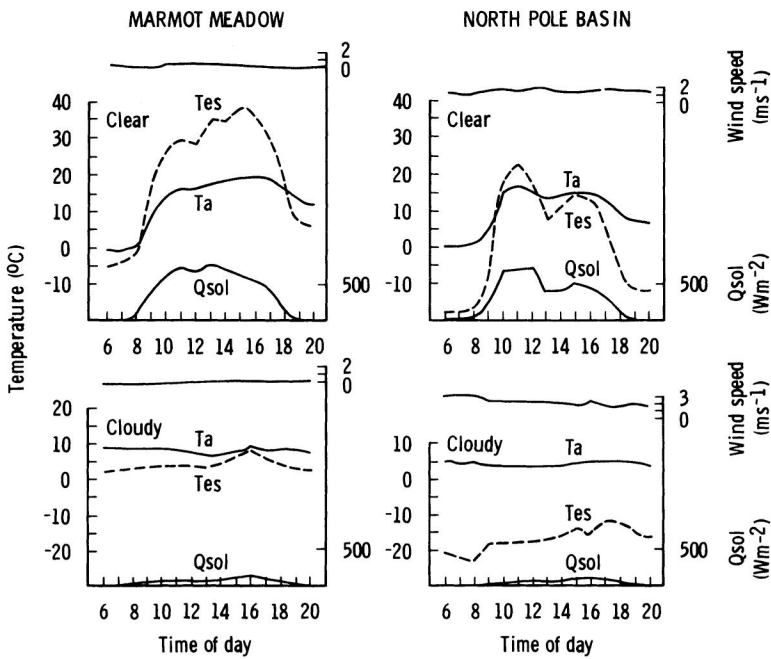 MARMOT MEADOW
NORTH POLE BASIN
2
0
40
30
20
10
0
-10
Clear
Tes
Ta
Qsol
500
6 8 10 12 14 16 18 20
2
0
Wind speed
(ms-1)
40
30
20
10
0
-10
Clear
Ta
Tes
Qsol
500
Qsol
(Wm-2)
6 8 10 12 14 16 18 20
Temperature (ºC)
2
0
20
10
0
-10
-20
Cloudy
Ta
Tes
Qsol
500
6 8 10 12 14 16 18 20
Time of day
3
0
Wind speed
(ms-1)
20
10
0
-10
-20
Cloudy
Ta
Tes
Qsol
500
Qsol
(Wm-2)
6 8 10 12 14 16 18 20
Time of day